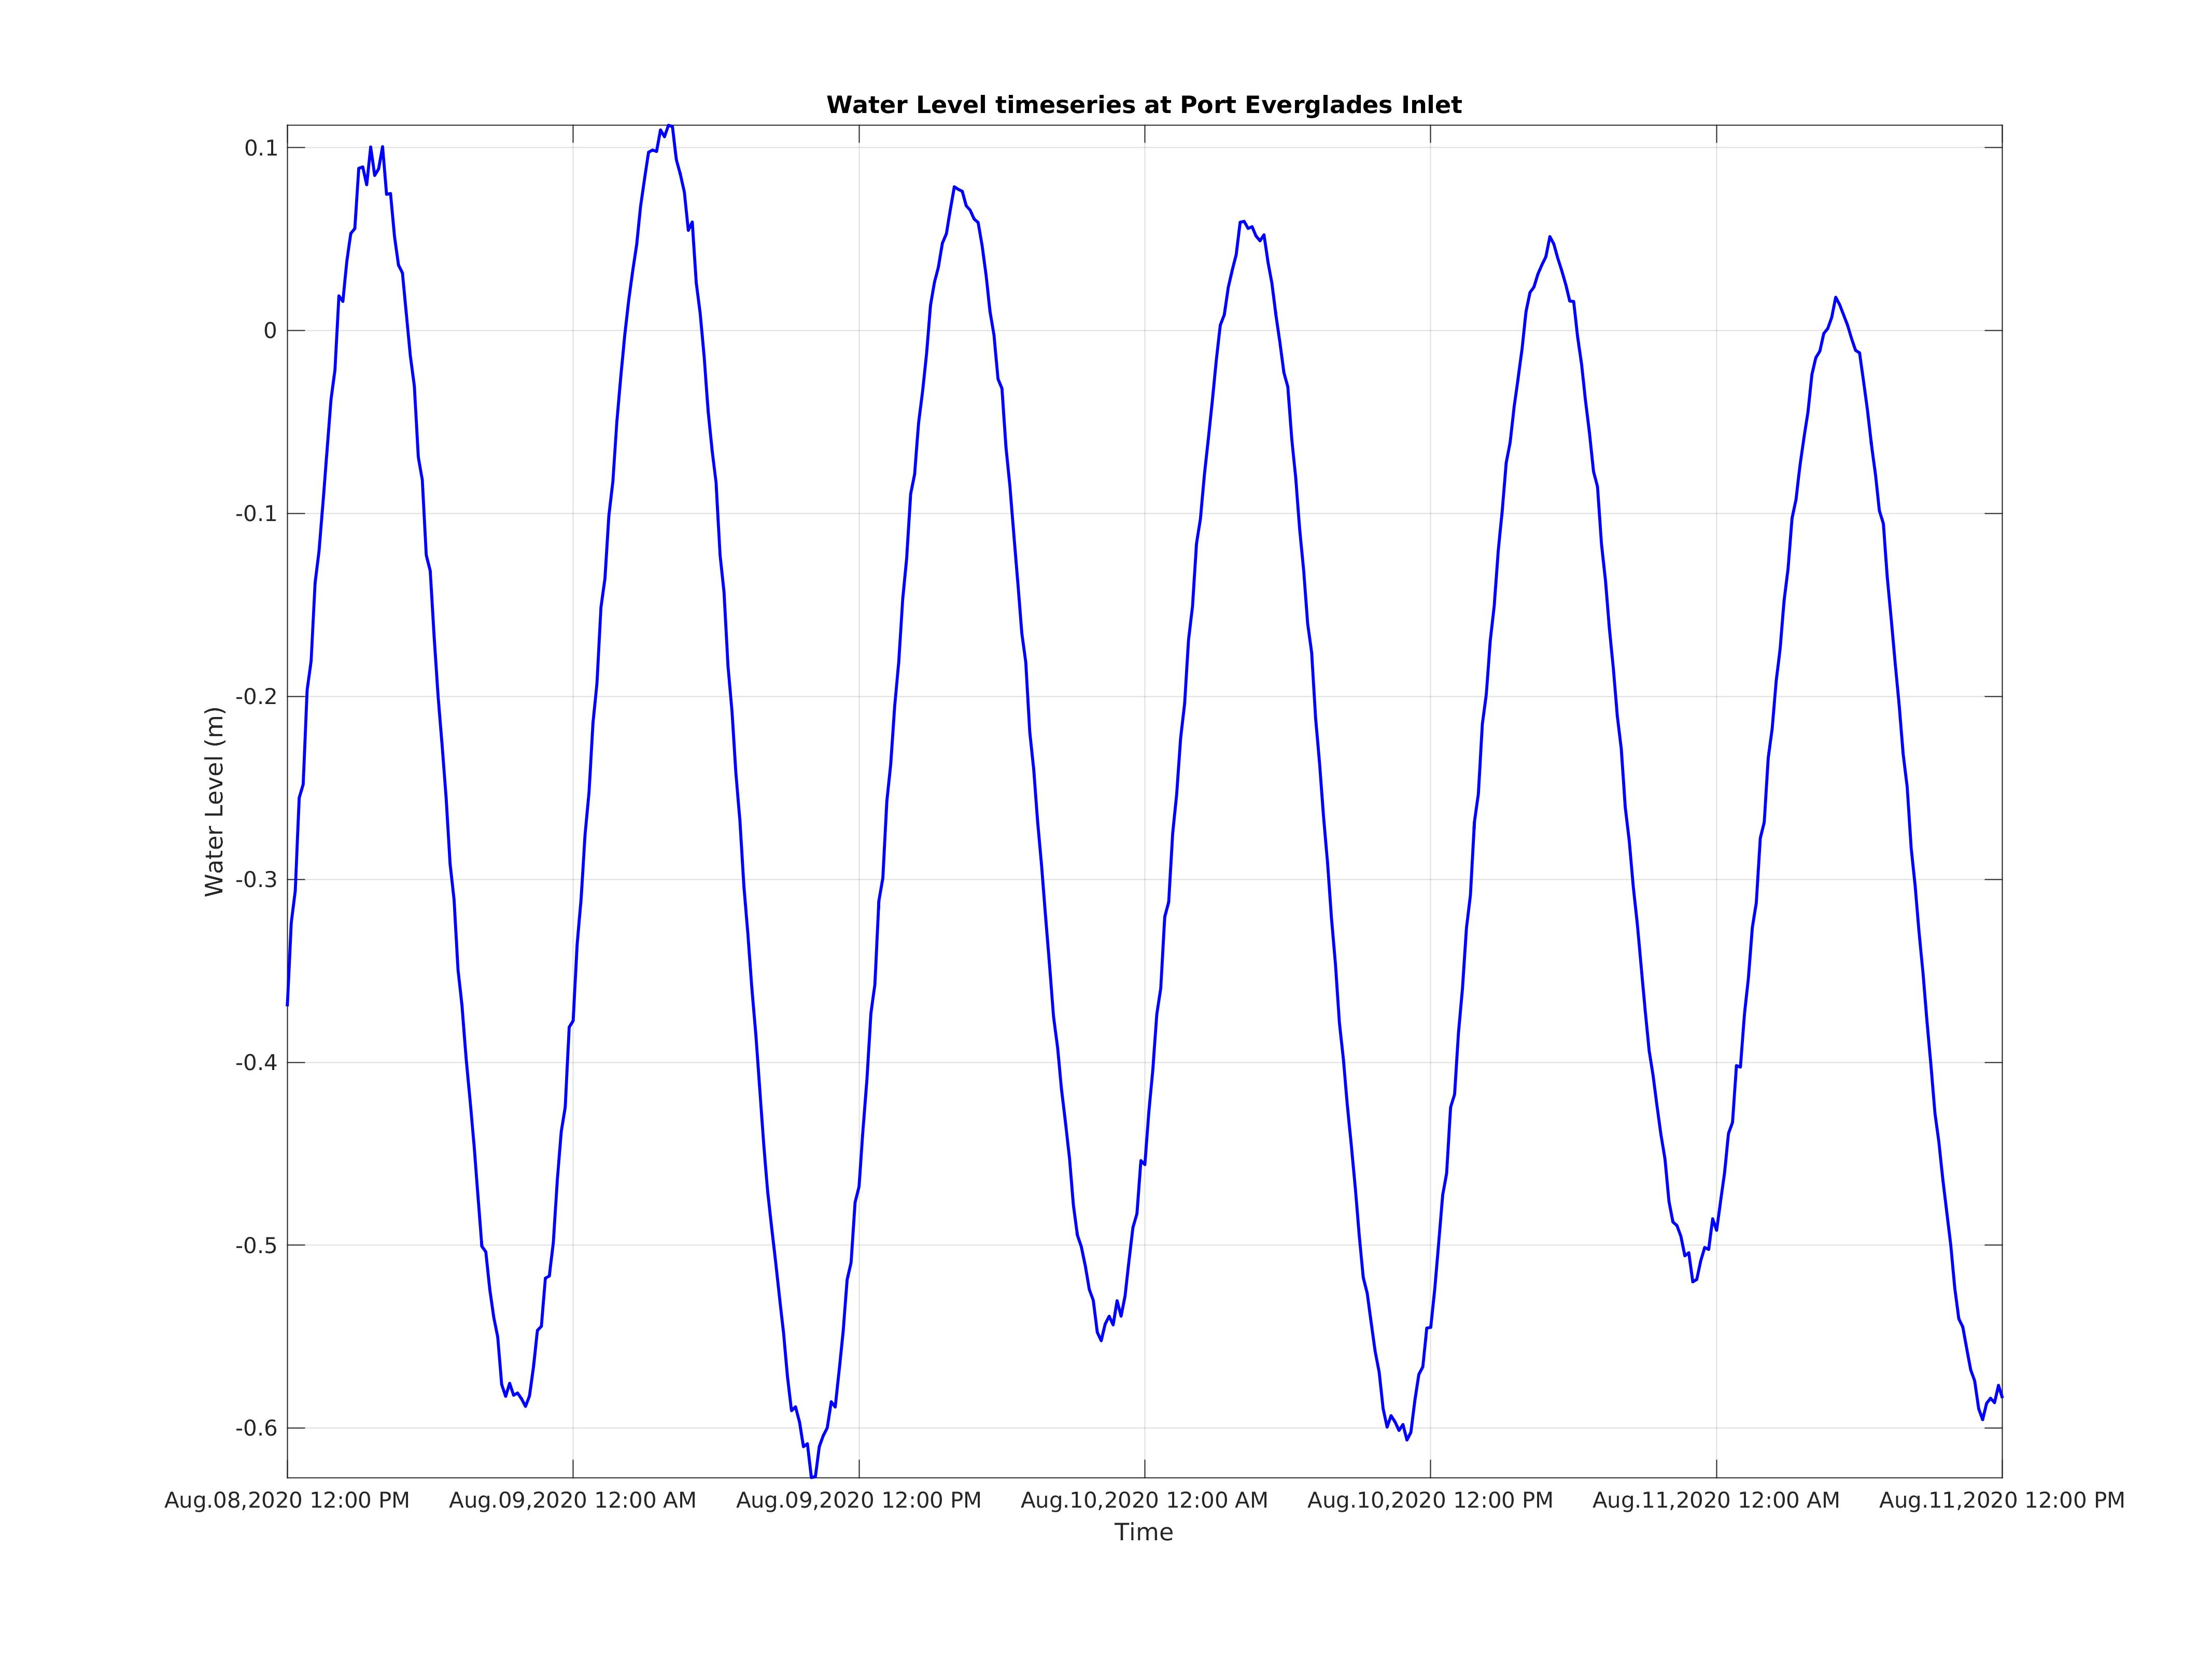 Water Level timeseries at Port Everglades Inlet
0.1
0
-0.1
-0.2
-0.3
-0.4
-0.5
-0.6
Water Level (m)
Aug.08,2020 12:00 PM
Aug.09,2020 12:00 AM
Aug.09,2020 12:00 PM
Aug.10,2020 12:00 AM
Aug.10,2020 12:00 PM
Aug.11,2020 12:00 AM
Aug.11,2020 12:00 PM
Time